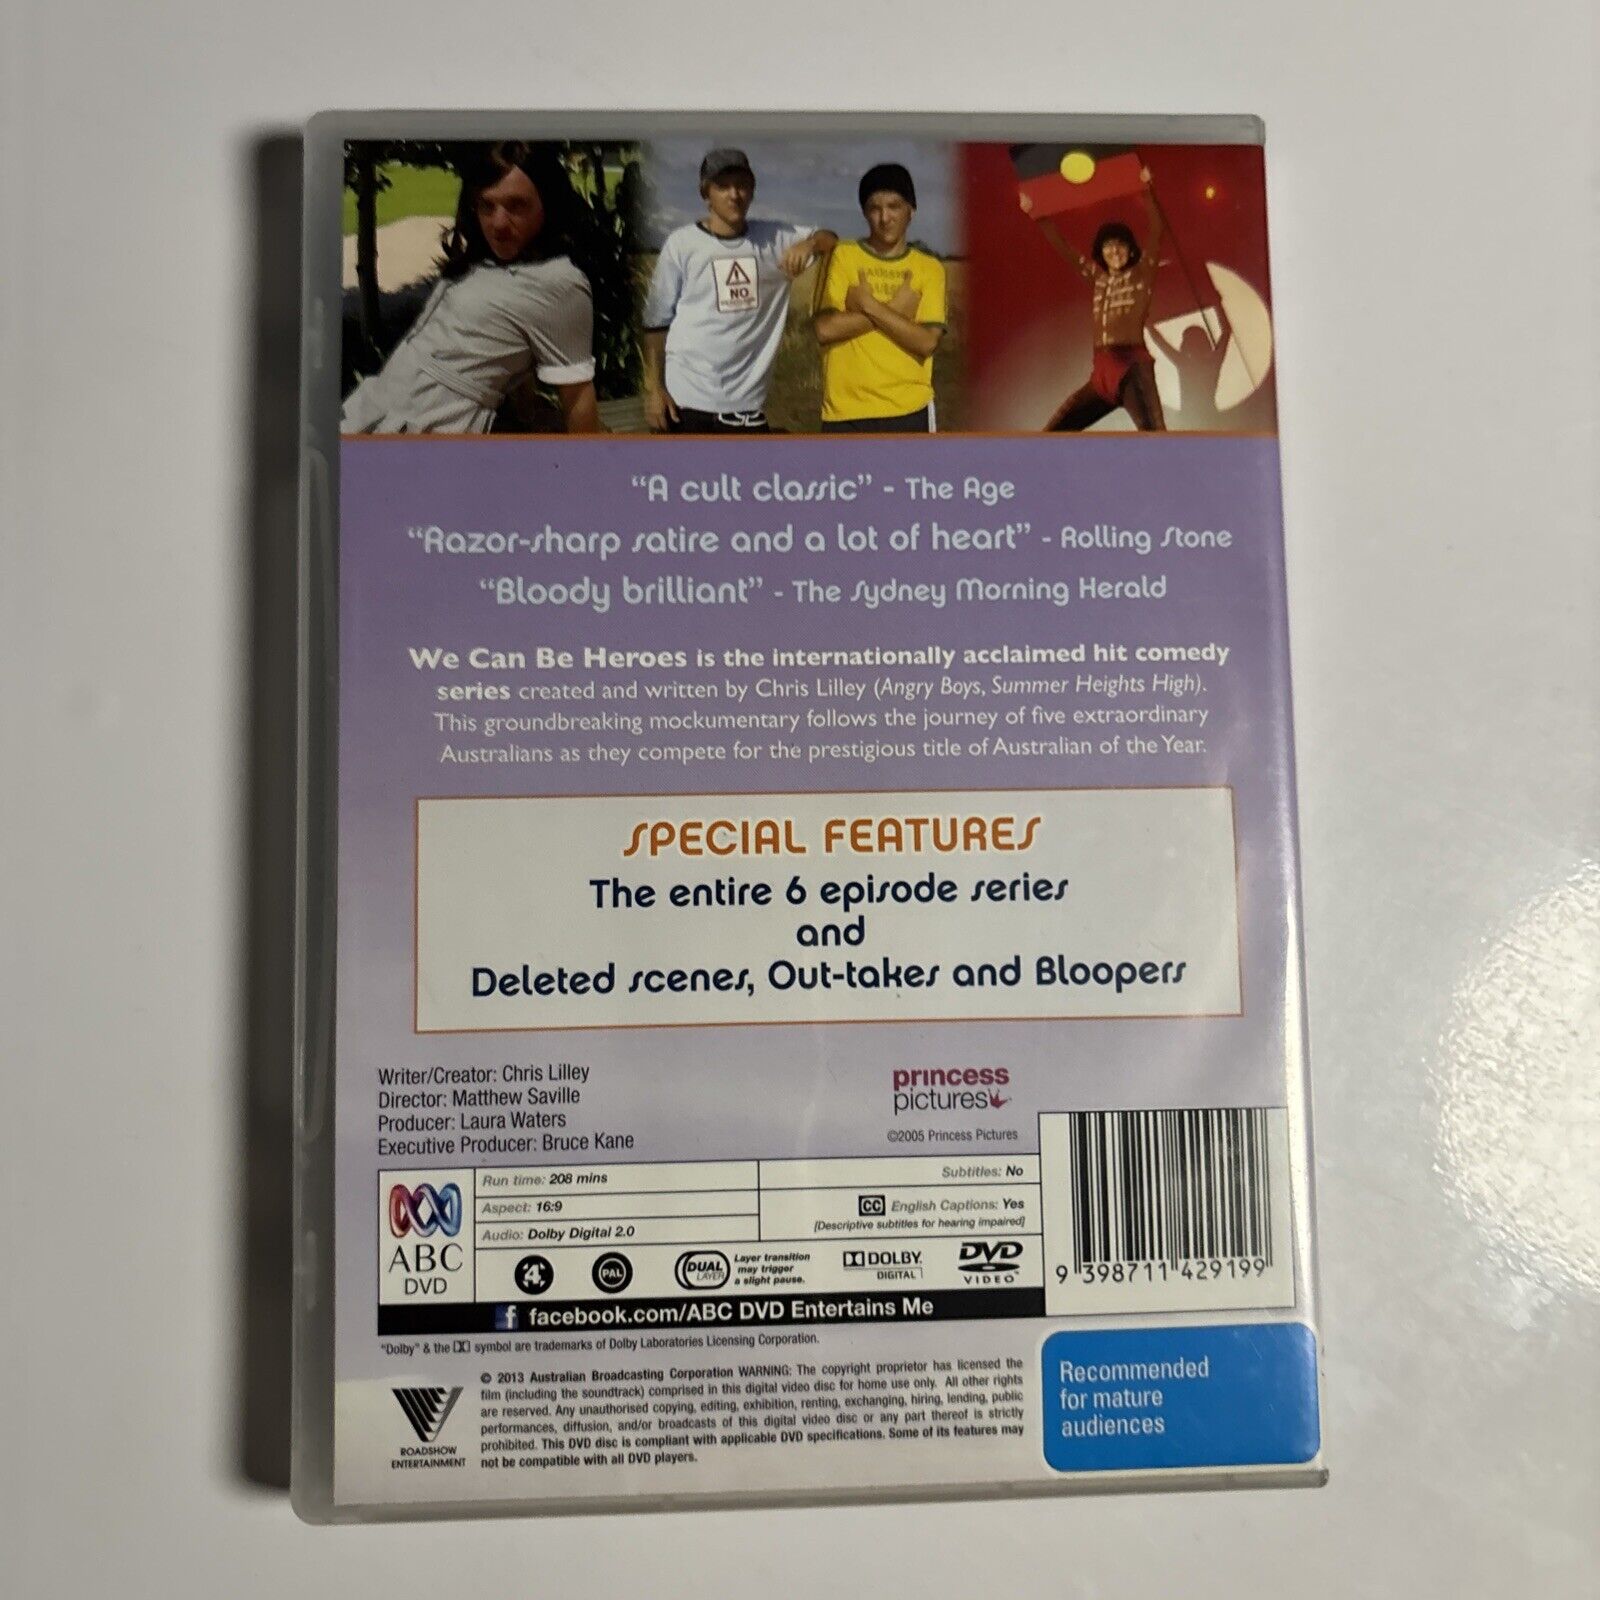 NO
"A cult classic" - The Age
"Razor-sharp satire and a lot of heart" - Rolling Stone
"Bloody brilliant" - The Sydney Morning Herald
We Can Be Heroes is the internationally acclaimed hit comedy
series created and written by Chris Lilley (Angry Boys, Summer Heights High).
This groundbreaking mockumentary follows the journey of five extraordinary
Australians as they compete for the prestigious title of Australian of the Year.
SPECIAL FEATURES
The entire 6 episode series
and
Deleted scenes, Out-takes and Bloopers
Writer/Creator: Chris Lilley
Director: Matthew Saville
Producer: Laura Waters
Executive Producer: Bruce Kane
princess
pictures
©2005 Princess Pictures
ABC
DVD
Run time: 208 mins
Aspect: 16:9
Audio: Dolby Digital 2.0
Subtitles: No
CC English Captions: Yes
[Descriptive subtitles for hearing impaired]
4
PAL
DUAL
LAYER
Layer transition
may trigger
a slight pause.
DOLBY
DIGITAL
DVD
VIDEO
9 398711 429199
f facebook.com/ABC DVD Entertains Me
"Dolby" & the symbol are trademarks of Dolby Laboratories Licensing Corporation.
ROADSHOW
ENTERTAINMENT
© 2013 Australian Broadcasting Corporation WARNING: The copyright proprietor has licensed the
film (including the soundtrack) comprised in this digital video disc for home use only. All other rights
are reserved. Any unauthorised copying, editing, exhibition, renting, exchanging, hiring, lending, public
performances, diffusion, and/or broadcasts of this digital video disc or any part thereof is strictly
prohibited. This DVD disc is compliant with applicable DVD specifications. Some of its features may
not be compatible with all DVD players.
Recommended
for mature
audiences